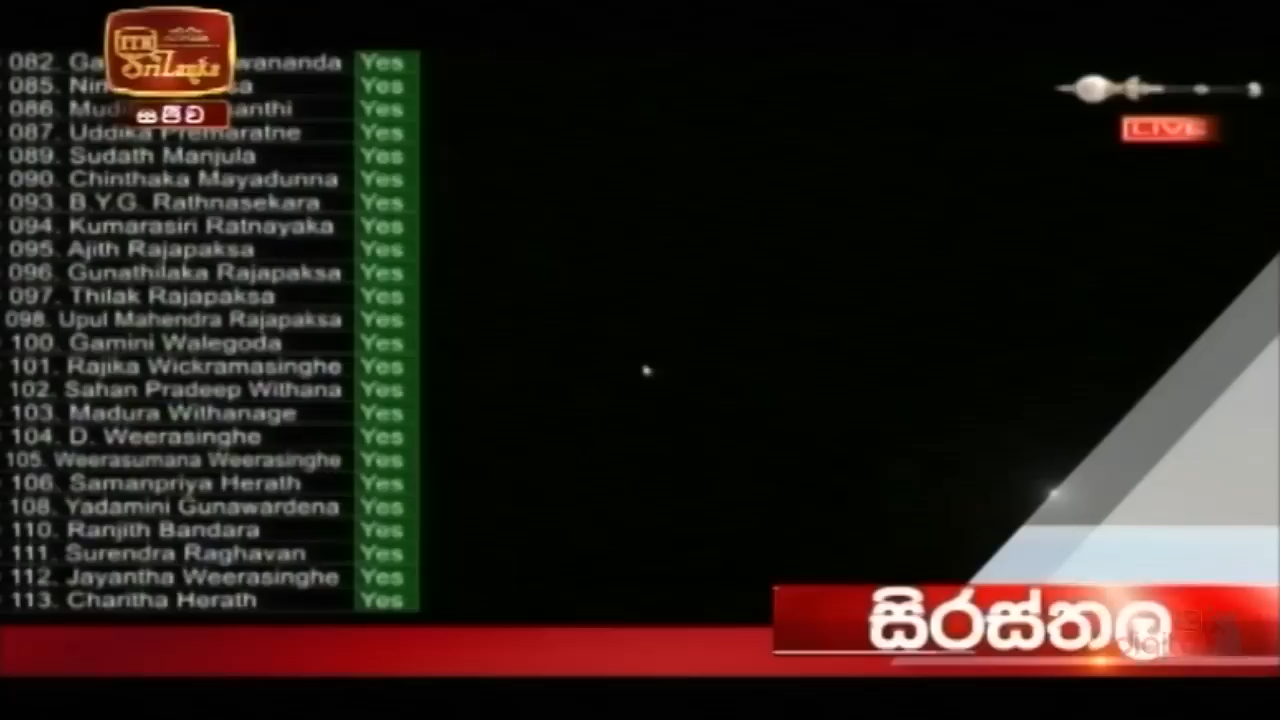 ITN
Sri Lanka
සජීව
LIVE
082. Ga wananda Yes
085. Nir sa Yes
086. Mudi anthi Yes
087. Uddika Premaratne Yes
089. Sudath Manjula Yes
090. Chinthaka Mayadunna Yes
093. B.Y.G. Rathnasekara Yes
094. Kumarasiri Ratnayaka Yes
095. Ajith Rajapaksa Yes
096. Gunathilaka Rajapaksa Yes
097. Thilak Rajapaksa Yes
098. Upul Mahendra Rajapaksa Yes
100. Gamini Walegoda Yes
101. Rajika Wickramasinghe Yes
102. Sahan Pradeep Withana Yes
103. Madura Withanage Yes
104. D. Weerasinghe Yes
105. Weerasumana Weerasinghe Yes
106. Samanpriya Herath Yes
108. Yadamini Gunawardena Yes
110. Ranjith Bandara Yes
111. Surendra Raghavan Yes
112. Jayantha Weerasinghe Yes
113. Charitha Herath Yes
සිරස්තල